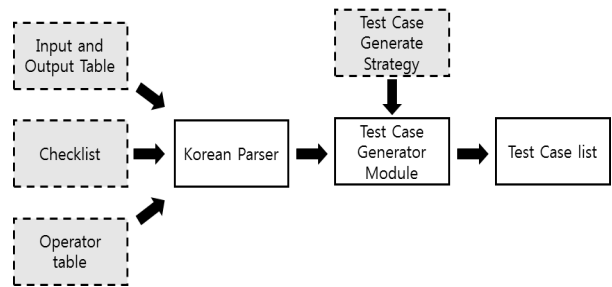 Input and
Output Table
Checklist
Operator
table
Korean Parser
Test Case
Generate
Strategy
Test Case
Generator
Module
Test Case list